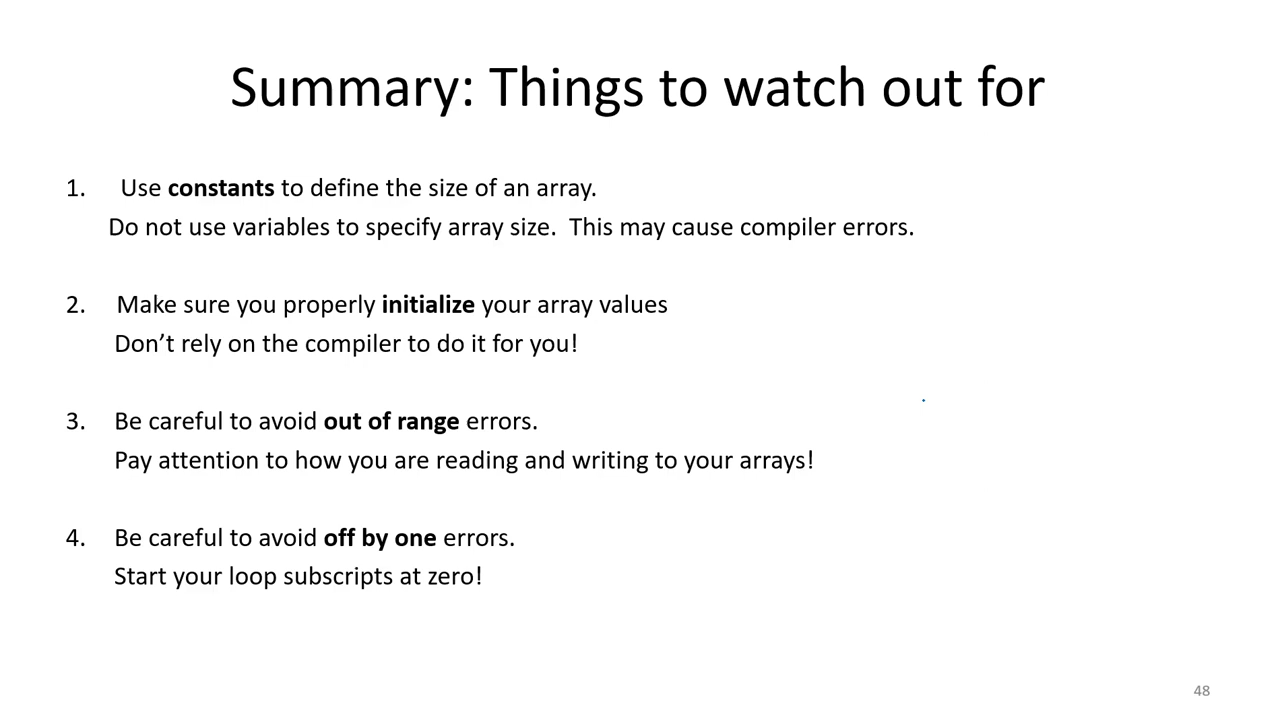 Summary: Things to watch out for
1. Use constants to define the size of an array.
Do not use variables to specify array size. This may cause compiler errors.
2. Make sure you properly initialize your array values
Don’t rely on the compiler to do it for you!
3. Be careful to avoid out of range errors.
Pay attention to how you are reading and writing to your arrays!
4. Be careful to avoid off by one errors.
Start your loop subscripts at zero!
48